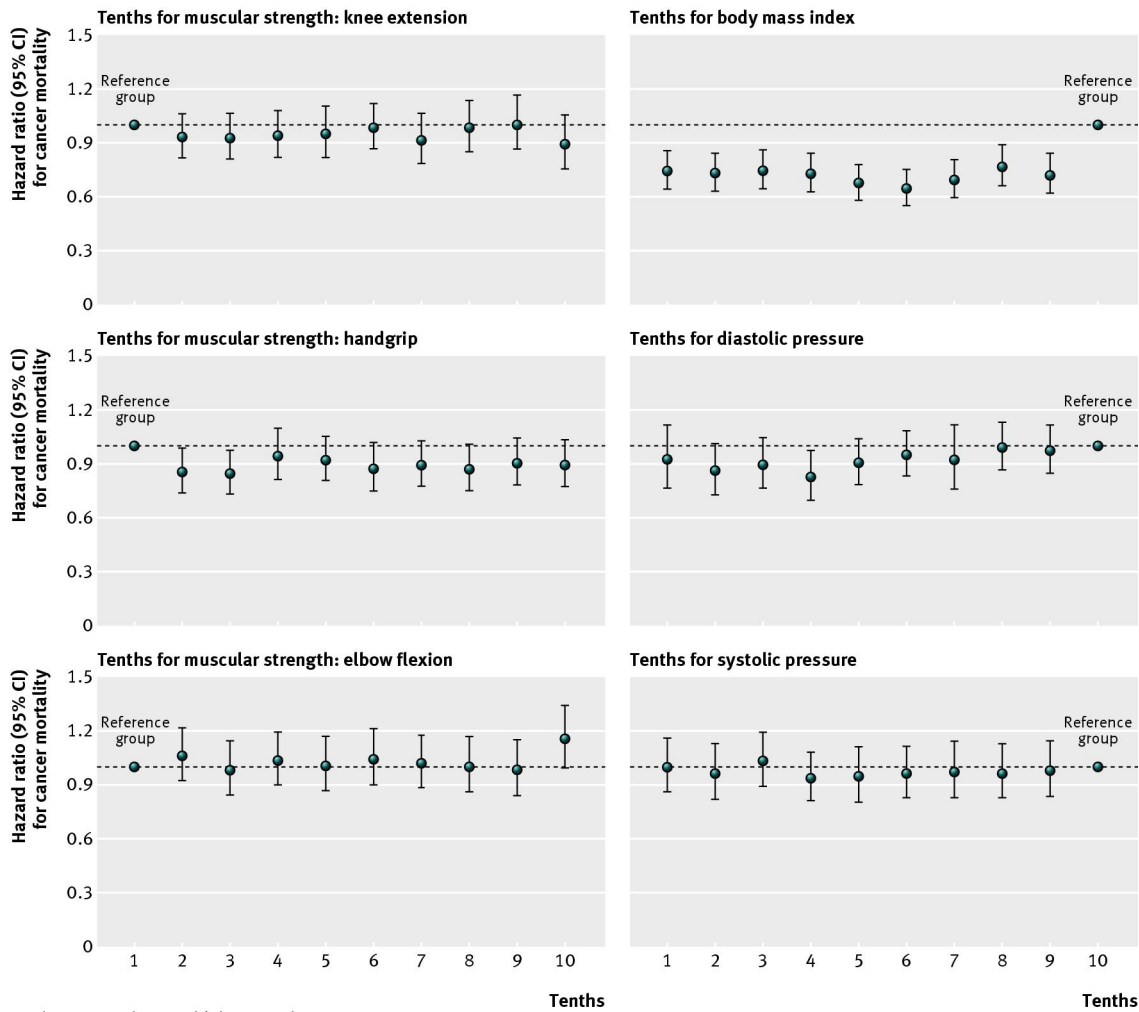 Tenths for muscular strength: knee extension
Hazard ratio (95% CI)
for cancer mortality
1.5
1.2
0.9
0.6
0.3
0
Reference
group
Tenths for body mass index
Reference
group
Tenths for muscular strength: handgrip
Hazard ratio (95% CI)
for cancer mortality
1.5
1.2
0.9
0.6
0.3
0
Reference
group
Tenths for diastolic pressure
Reference
group
Tenths for muscular strength: elbow flexion
Hazard ratio (95% CI)
for cancer mortality
1.5
1.2
0.9
0.6
0.3
0
Reference
group
1 2 3 4 5 6 7 8 9 10
Tenths
Tenths for systolic pressure
Reference
group
1 2 3 4 5 6 7 8 9 10
Tenths